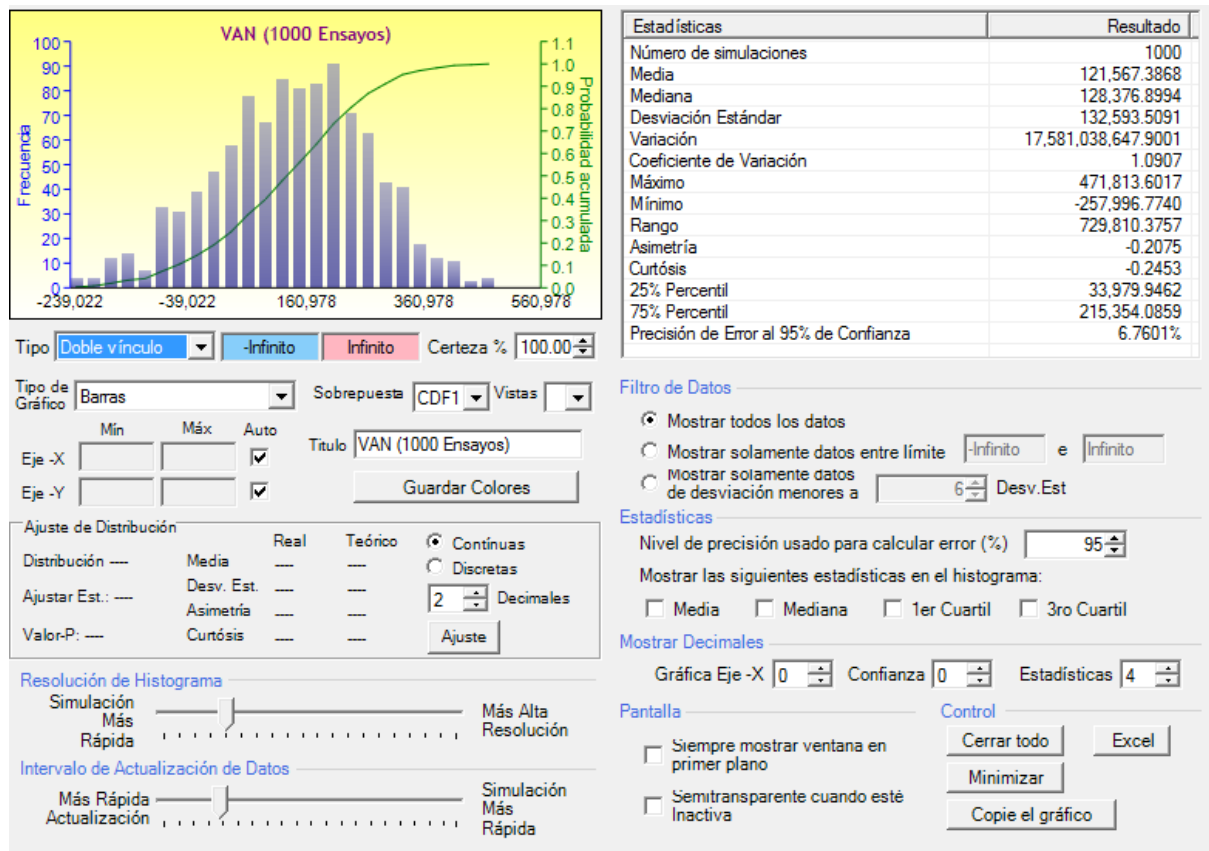 VAN (1000 Ensayos)
Frecuencia
100
90
80
70
60
50
40
30
20
10
0
1.1
1.0
0.9
0.8
0.7
0.6
0.5
0.4
0.3
0.2
0.1
0.0
Probabilidad acumulada
-239,022 -39,022 160,978 360,978 560,978
Tipo Doble vínculo -Infinito Infinito Certeza % 100.00
Tipo de
Gráfico Barras Sobrepuesta CDF1 Vistas
Mín Máx Auto
Titulo VAN (1000 Ensayos)
Eje -X
Eje -Y
Guardar Colores
Ajuste de Distribución
Real Teórico
Contínuas
Discretas
Distribución ---- Media ---- ----
Ajustar Est.: ---- Desv. Est. ---- ----
2 Decimales
Asimetría ---- ----
Valor-P: ---- Curtósis ---- ----
Ajuste
Resolución de Histograma
Simulación
Más
Rápida
Más Alta
Resolución
Intervalo de Actualización de Datos
Más Rápida
Actualización
Simulación
Más
Rápida
Estadísticas Resultado
Número de simulaciones 1000
Media 121,567.3868
Mediana 128,376.8994
Desviación Estándar 132,593.5091
Variación 17,581,038,647.9001
Coeficiente de Variación 1.0907
Máximo 471,813.6017
Mínimo -257,996.7740
Rango 729,810.3757
Asimetría -0.2075
Curtósis -0.2453
25% Percentil 33,979.9462
75% Percentil 215,354.0859
Precisión de Error al 95% de Confianza 6.7601%
Filtro de Datos
Mostrar todos los datos
Mostrar solamente datos entre límite -Infinito e Infinito
Mostrar solamente datos
de desviación menores a 6 Desv.Est
Estadísticas
Nivel de precisión usado para calcular error (%) 95
Mostrar las siguientes estadísticas en el histograma:
Media Mediana 1er Cuartil 3ro Cuartil
Mostrar Decimales
Gráfica Eje -X 0 Confianza 0 Estadísticas 4
Pantalla
Siempre mostrar ventana en
primer plano
Semitransparente cuando esté
Inactiva
Control
Cerrar todo Excel
Minimizar
Copie el gráfico